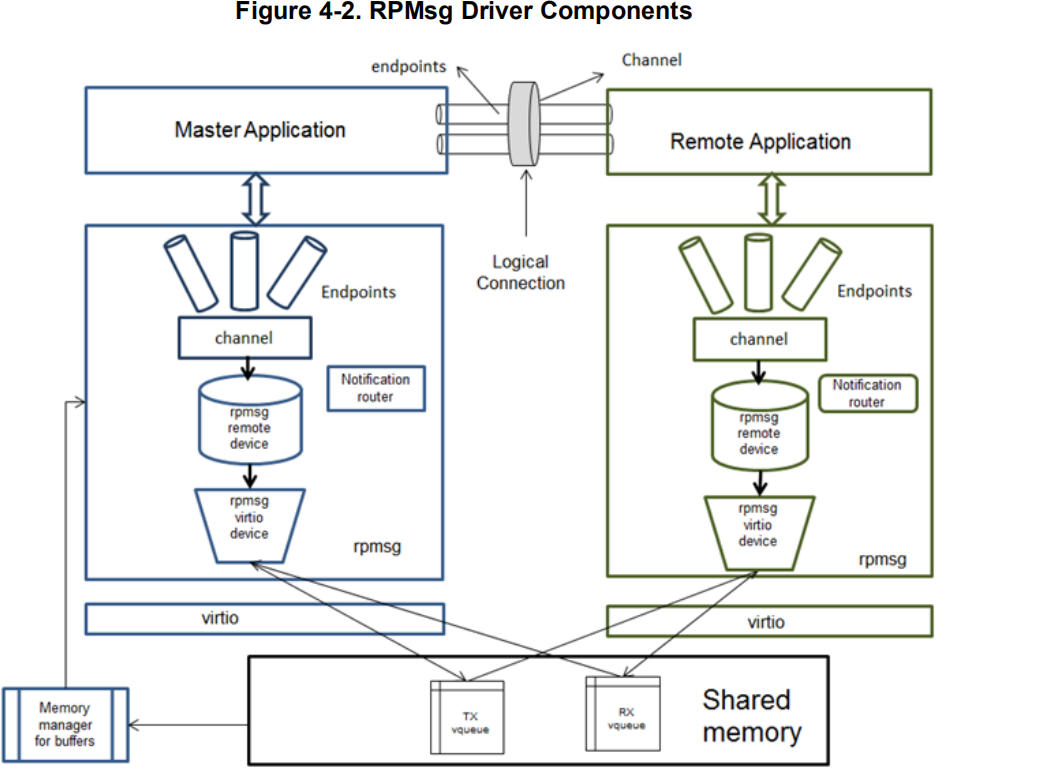 Figure 4-2. RPMsg Driver Components
endpoints
Channel
Master Application
Remote Application
Logical
Connection
Endpoints
channel
Notification
router
rpmsg
remote
device
rpmsg
virtio
device
rpmsg
virtio
Endpoints
channel
Notification
router
rpmsg
remote
device
rpmsg
virtio
device
rpmsg
virtio
Memory
manager
for buffers
TX
vqueue
RX
vqueue
Shared
memory